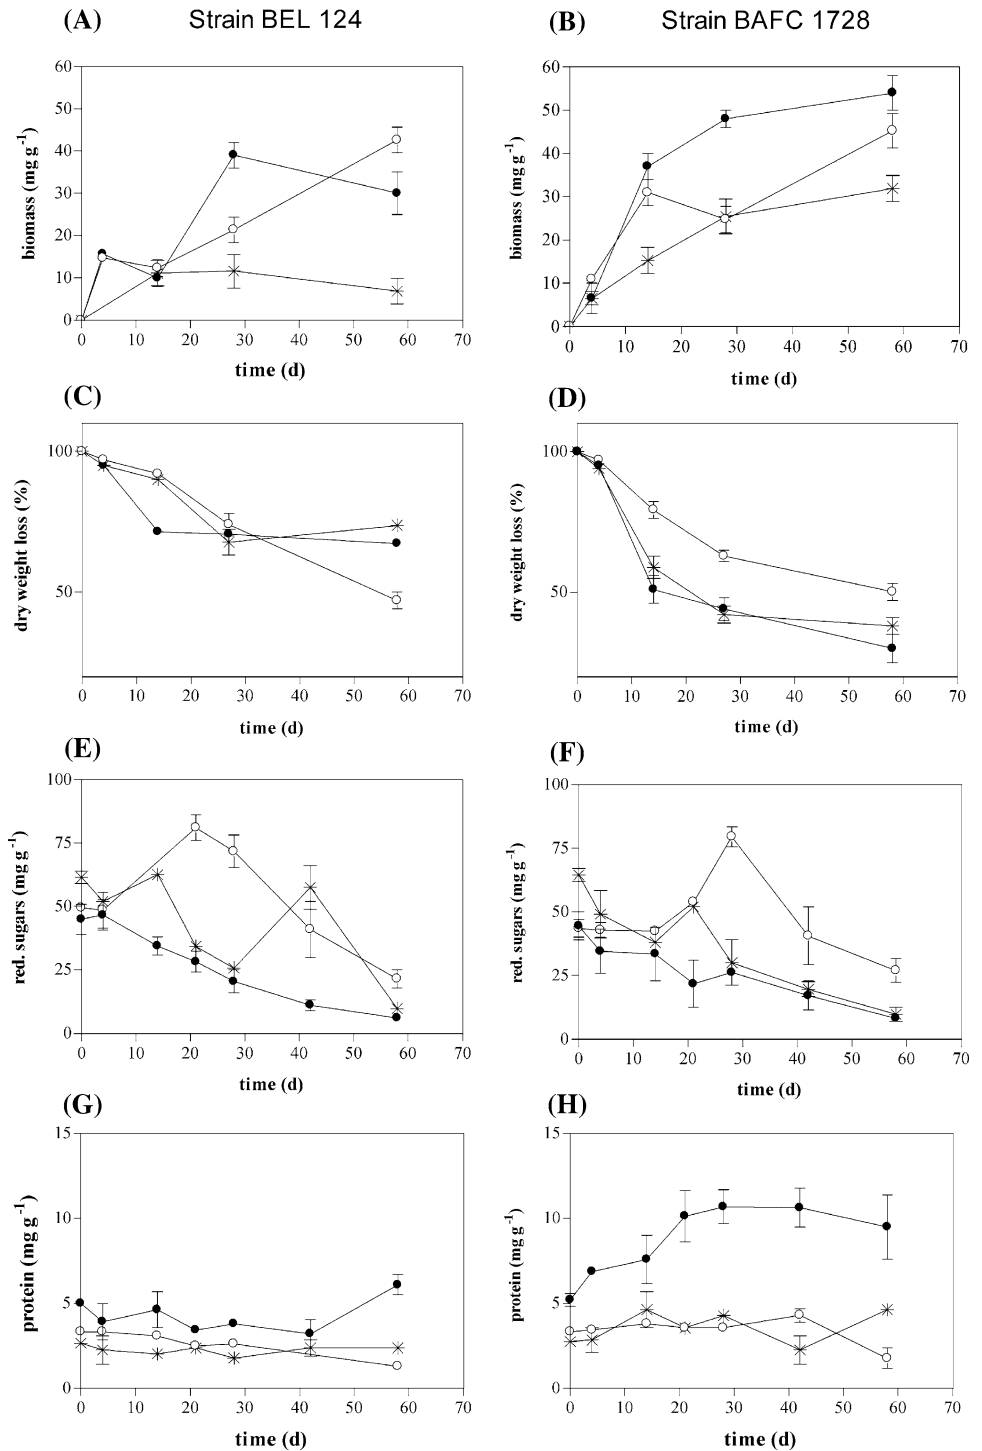 (A) Strain BEL 124
(B) Strain BAFC 1728
60
50
40
30
20
10
0
biomass (mg g-1)
0 10 20 30 40 50 60 70
time (d)
60
50
40
30
20
10
0
biomass (mg g-1)
0 10 20 30 40 50 60 70
time (d)
(C)
100
50
dry weight loss (%)
0 10 20 30 40 50 60 70
time (d)
(D)
100
50
dry weight loss (%)
0 10 20 30 40 50 60 70
time (d)
(E)
100
75
50
25
0
red. sugars (mg g-1)
0 10 20 30 40 50 60 70
time (d)
(F)
100
75
50
25
0
red. sugars (mg g-1)
0 10 20 30 40 50 60 70
time (d)
(G)
15
10
5
0
protein (mg g-1)
0 10 20 30 40 50 60 70
time (d)
(H)
15
10
5
0
protein (mg g-1)
0 10 20 30 40 50 60 70
time (d)